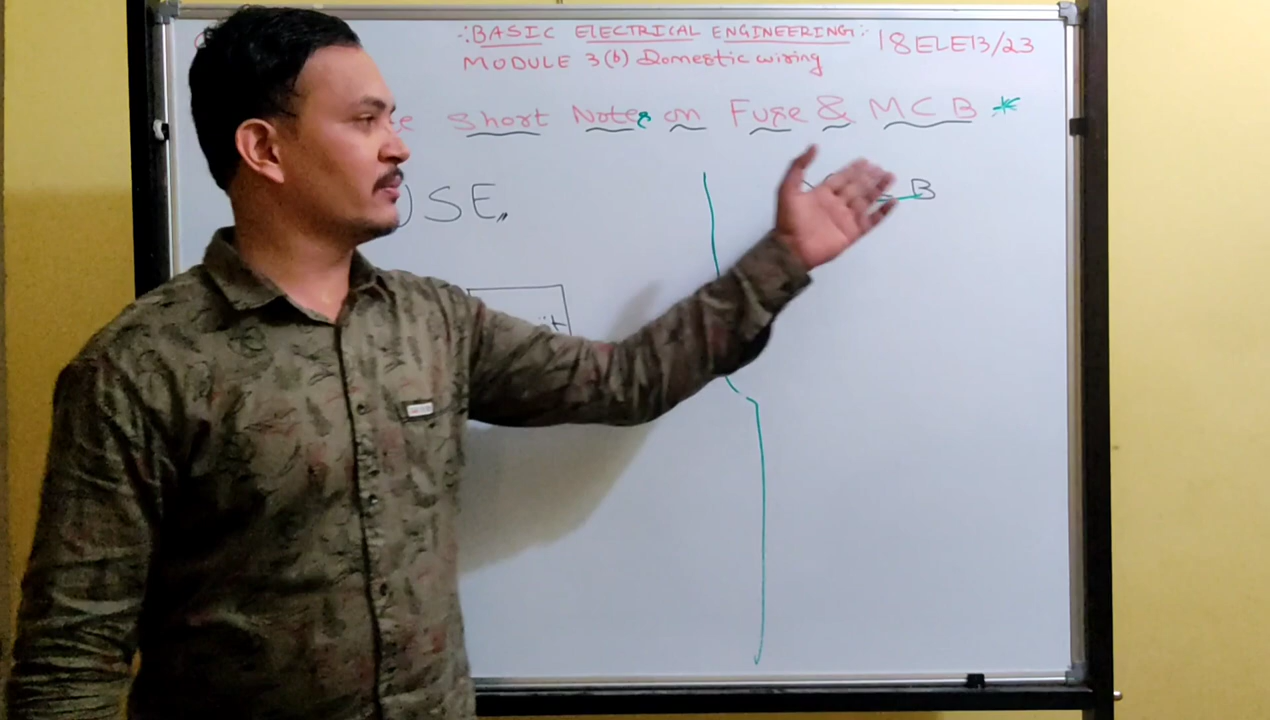 ∴BASIC ELECTRICAL ENGINEERING∵ 18ELE13/23
MODULE 3(b) Domestic wiring
Short Notes on Fuse & MCB *
USE,,
B